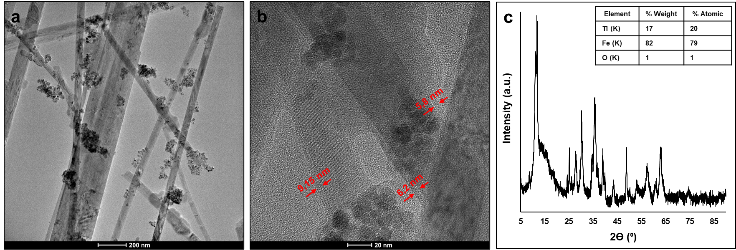 a
200 nm
b
20 nm
c
Element % Weight % Atomic
Ti (K) 17 20
Fe (K) 82 79
O (K) 1 1
Intensity (a.u.)
5 15 25 35 45 55 65 75 85
2Θ (º)